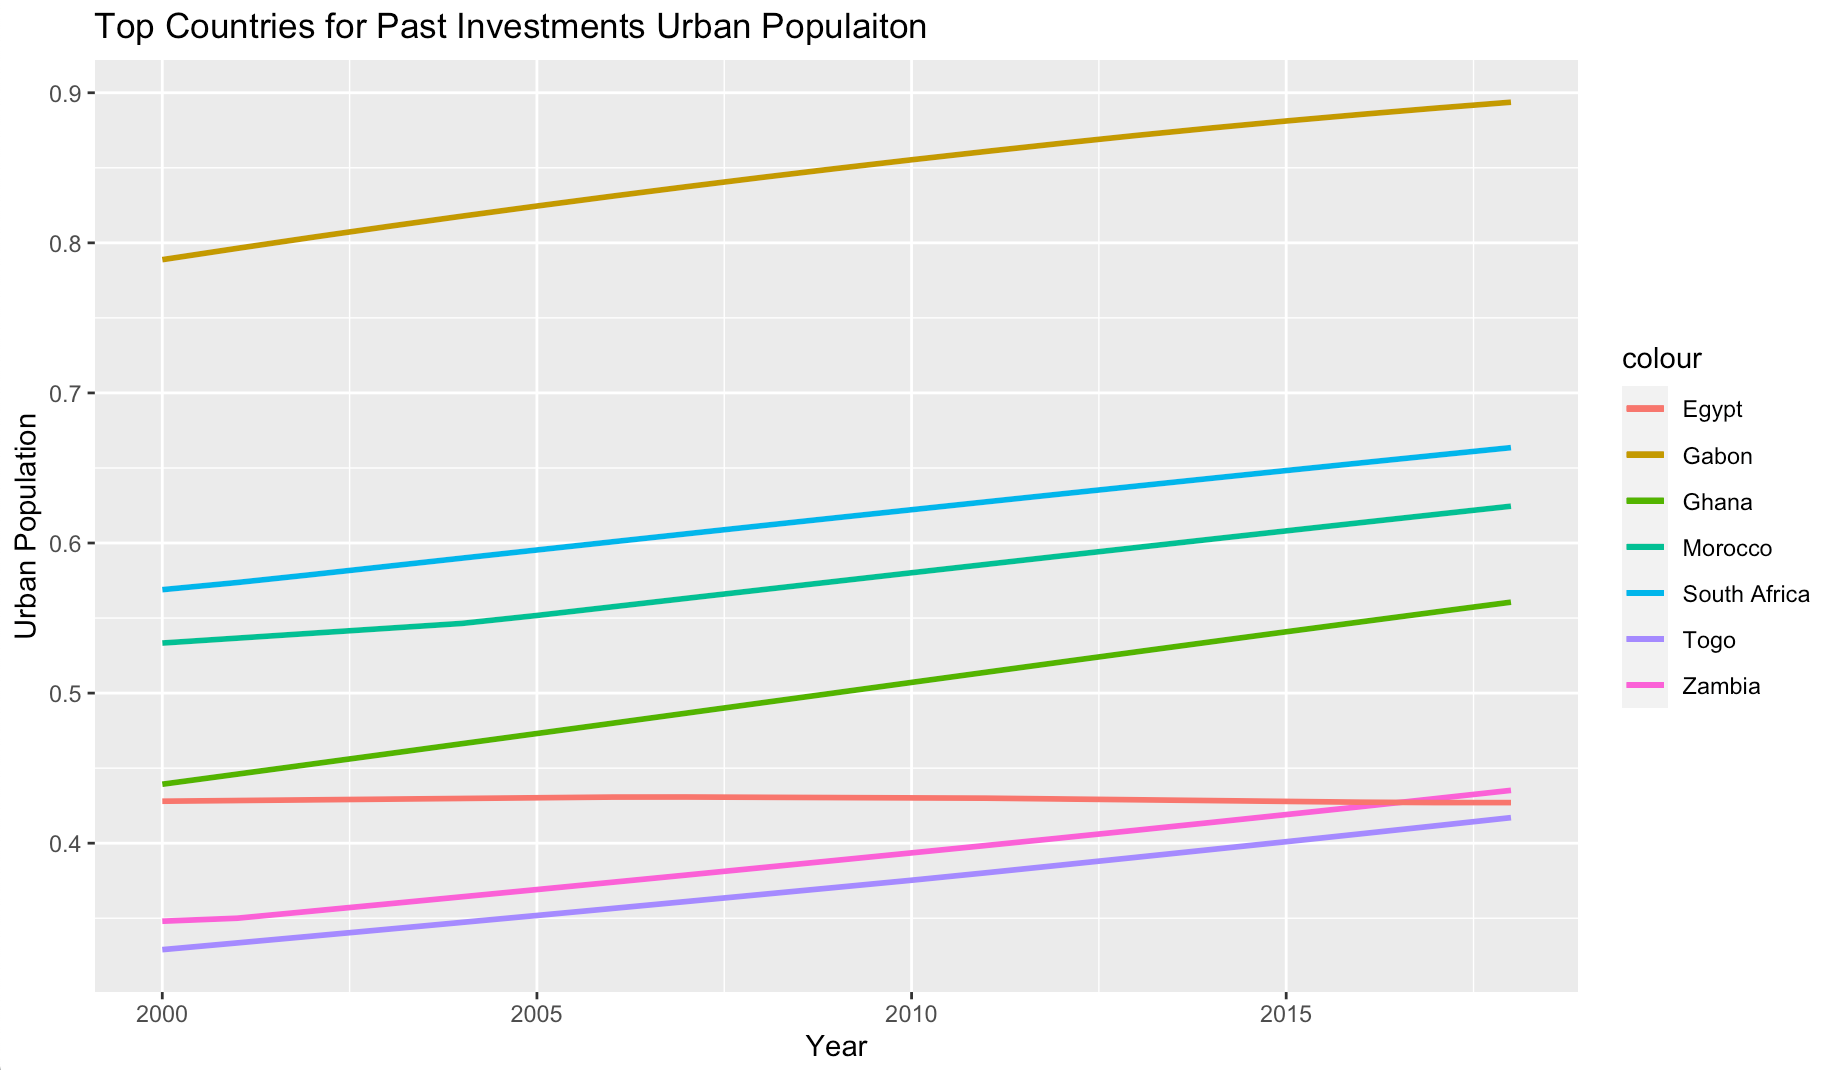 Top Countries for Past Investments Urban Populaiton
0.9
0.8
0.7
0.6
0.5
0.4
Urban Population
2000 2005 2010 2015
Year
colour
Egypt
Gabon
Ghana
Morocco
South Africa
Togo
Zambia